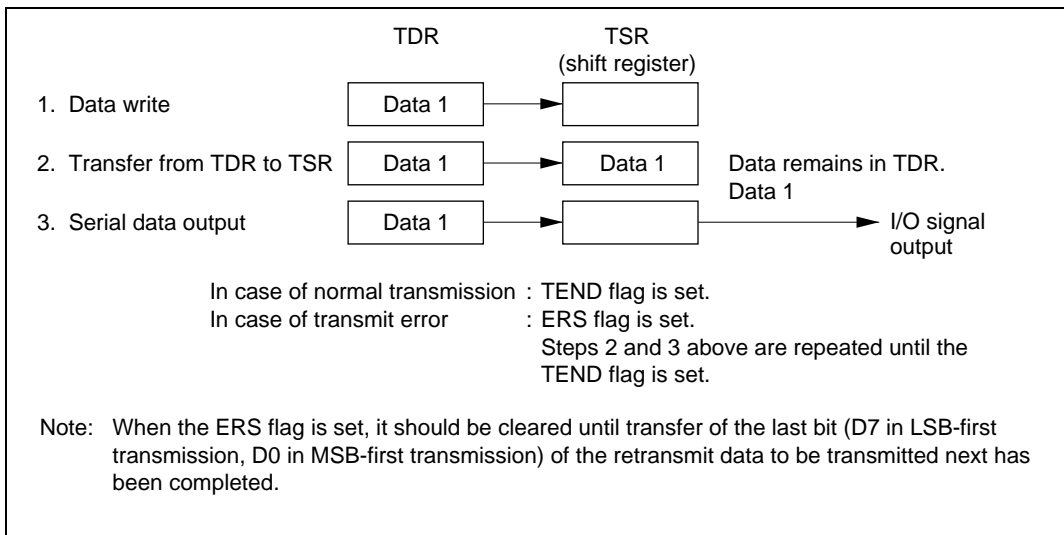 TDR TSR
(shift register)
1. Data write Data 1
2. Transfer from TDR to TSR Data 1 Data 1 Data remains in TDR.
Data 1
3. Serial data output Data 1 I/O signal
output
In case of normal transmission : TEND flag is set.
In case of transmit error : ERS flag is set.
Steps 2 and 3 above are repeated until the
TEND flag is set.
Note: When the ERS flag is set, it should be cleared until transfer of the last bit (D7 in LSB-first
transmission, D0 in MSB-first transmission) of the retransmit data to be transmitted next has
been completed.